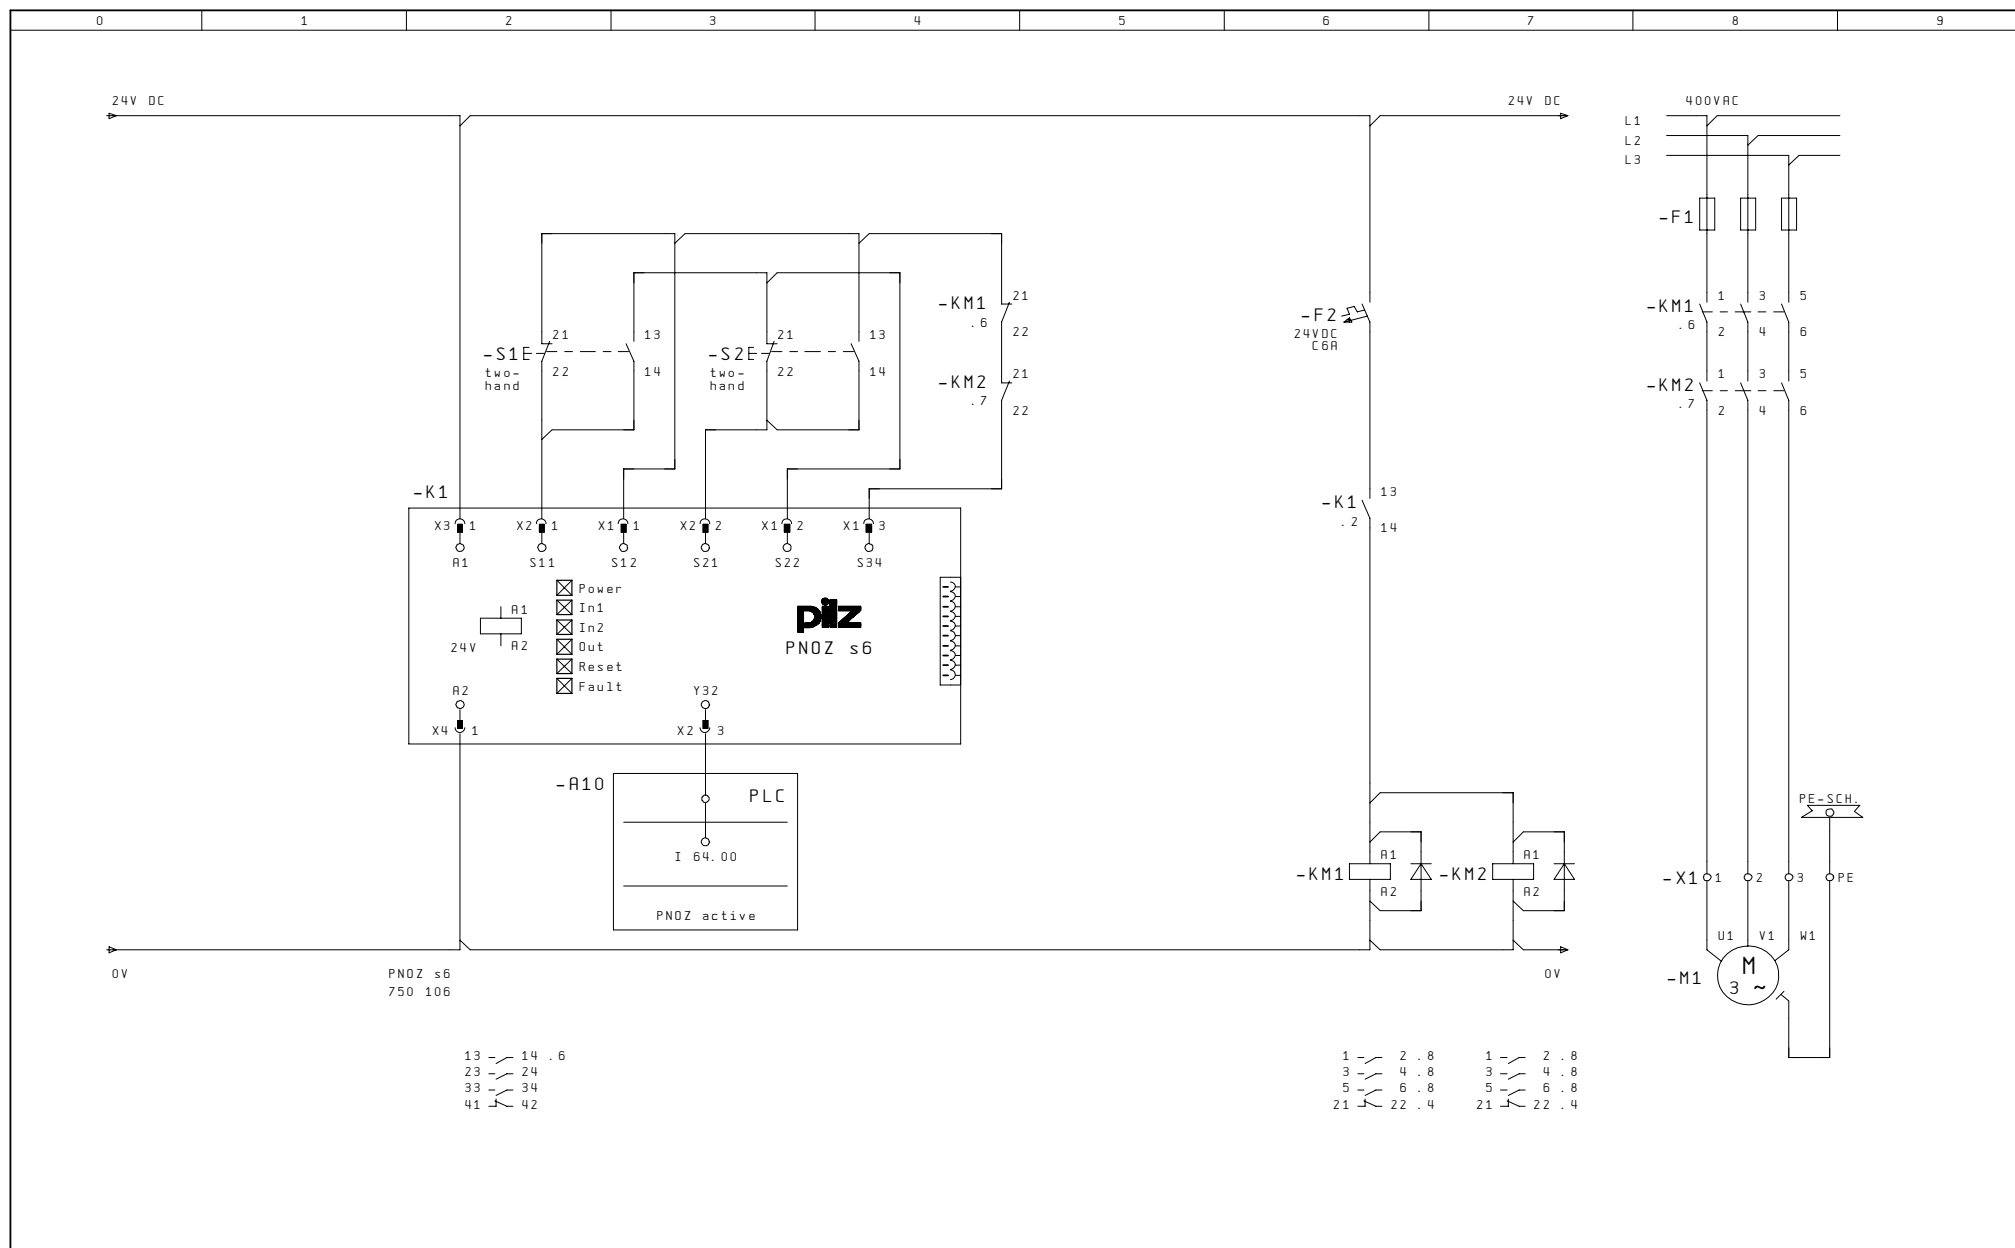 0 1 2 3 4 5 6 7 8 9
24V DC 24V DC 400VAC
L1
L2
L3
-F1
-KM1 21
.6 22
-KM2 21
.7 22
-S1E 21 22 13 14
two-
hand
-S2E 21 22 13 14
two-
hand
-F2
24VDC
C6A
-KM1 1 3 5
.6 2 4 6
-KM2 1 3 5
.7 2 4 6
-K1
X3 1 X2 1 X1 1 X2 2 X1 2 X1 3
A1 S11 S12 S21 S22 S34
-K1 13
.2 14
Power
In1
In2
Out
Reset
Fault
A1
24V A2
pilz
PNOZ s6
A2 Y32
X4 1 X2 3
-A10 PLC
I 64.00
PNOZ active
PE-SCH.
-KM1 A1 A2
-KM2 A1 A2
-X1 1 2 3 PE
U1 V1 W1
-M1 M
3 ~
0V 0V
PNOZ s6
750 106
13 14 .6
23 24
33 34
41 42
1 2 .8
3 4 .8
5 6 .8
21 22 .4
1 2 .8
3 4 .8
5 6 .8
21 22 .4